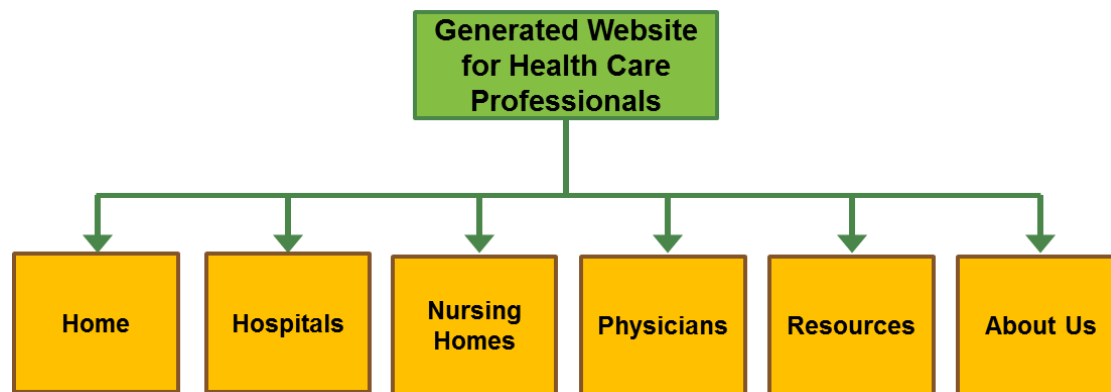 Generated Website
for Health Care
Professionals
Home
Hospitals
Nursing
Homes
Physicians
Resources
About Us